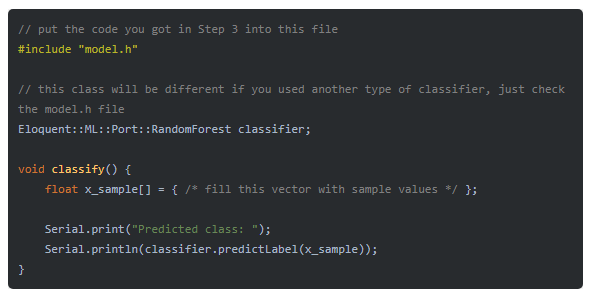 // put the code you got in Step 3 into this file
#include "model.h"
// this class will be different if you used another type of classifier, just check
the model.h file
Eloquent::ML::Port::RandomForest classifier;
void classify() {
    float x_sample[] = { /* fill this vector with sample values */ };
    Serial.print("Predicted class: ");
    Serial.println(classifier.predictLabel(x_sample));
}